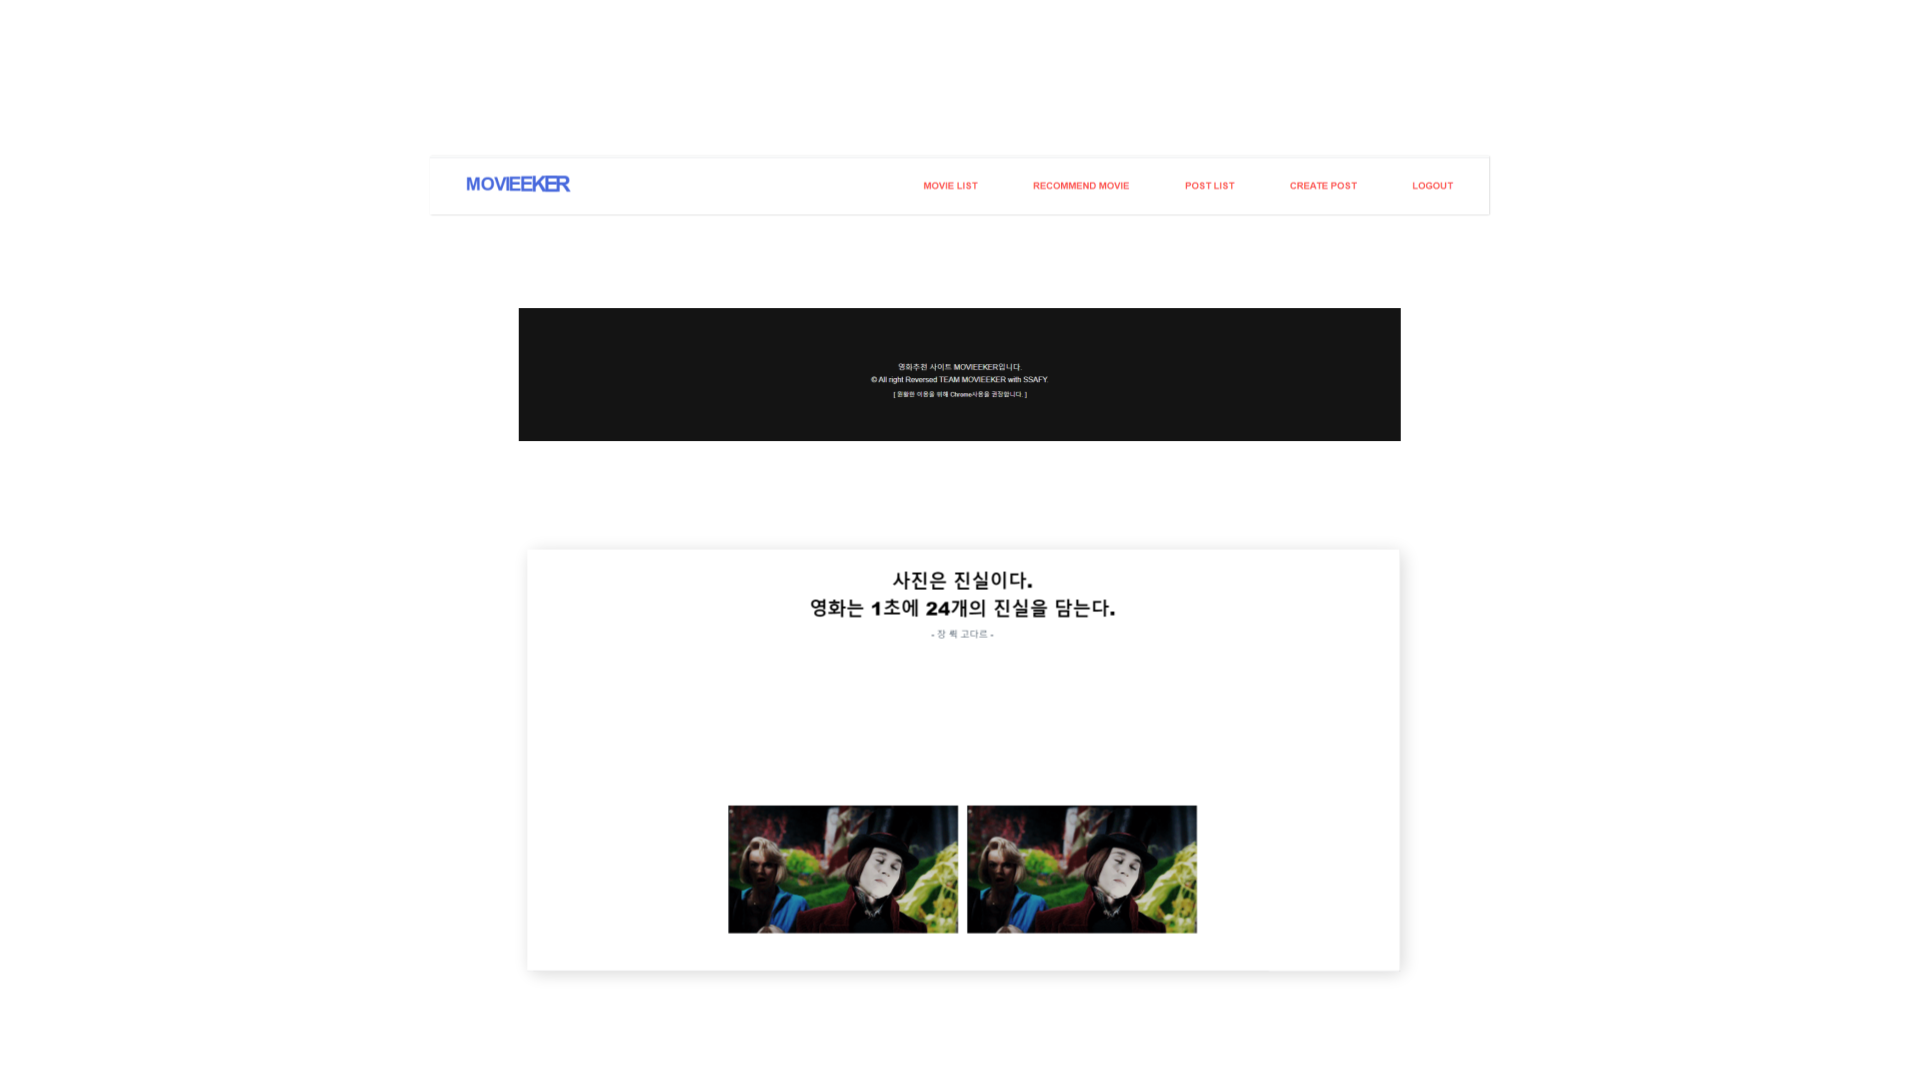 MOVIEEKER
MOVIE LIST
RECOMMEND MOVIE
POST LIST
CREATE POST
LOGOUT
영화추천 사이트 MOVIEEKER입니다.
© All right Reversed TEAM MOVIEEKER with SSAFY
[ 원활한 이용을 위해 Chrome사용을 권장합니다. ]
사진은 진실이다.
영화는 1초에 24개의 진실을 담는다.
- 장 뤽 고다르 -